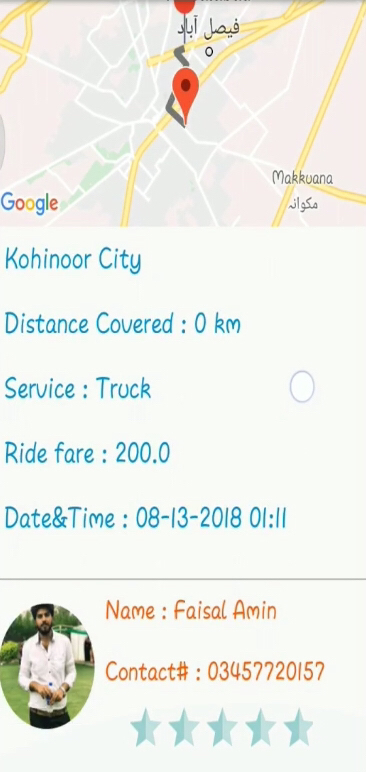 فيصل آباد
Makkuana
مکوانہ
Google
Kohinoor City
Distance Covered : 0 km
Service : Truck
Ride fare : 200.0
Date&Time : 08-13-2018 01:11
Name : Faisal Amin
Contact# : 03457720157